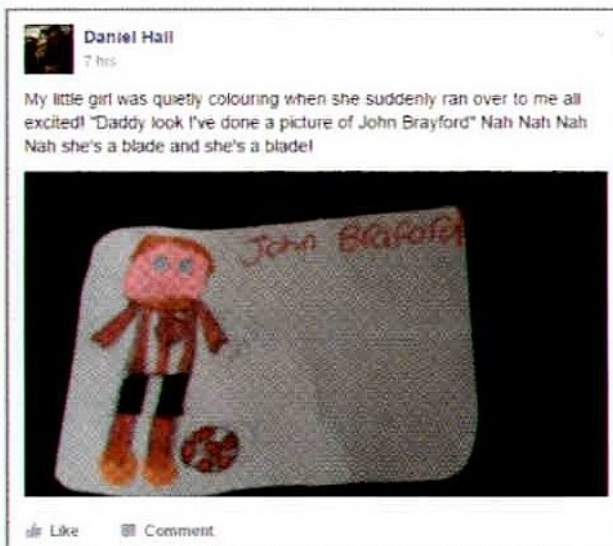 Daniel Hall
7 hrs
My little girl was quietly colouring when she suddenly ran over to me all
excited! "Daddy look I've done a picture of John Brayford" Nah Nah Nah
Nah she's a blade and she's a blade!
John Braford
Like Comment